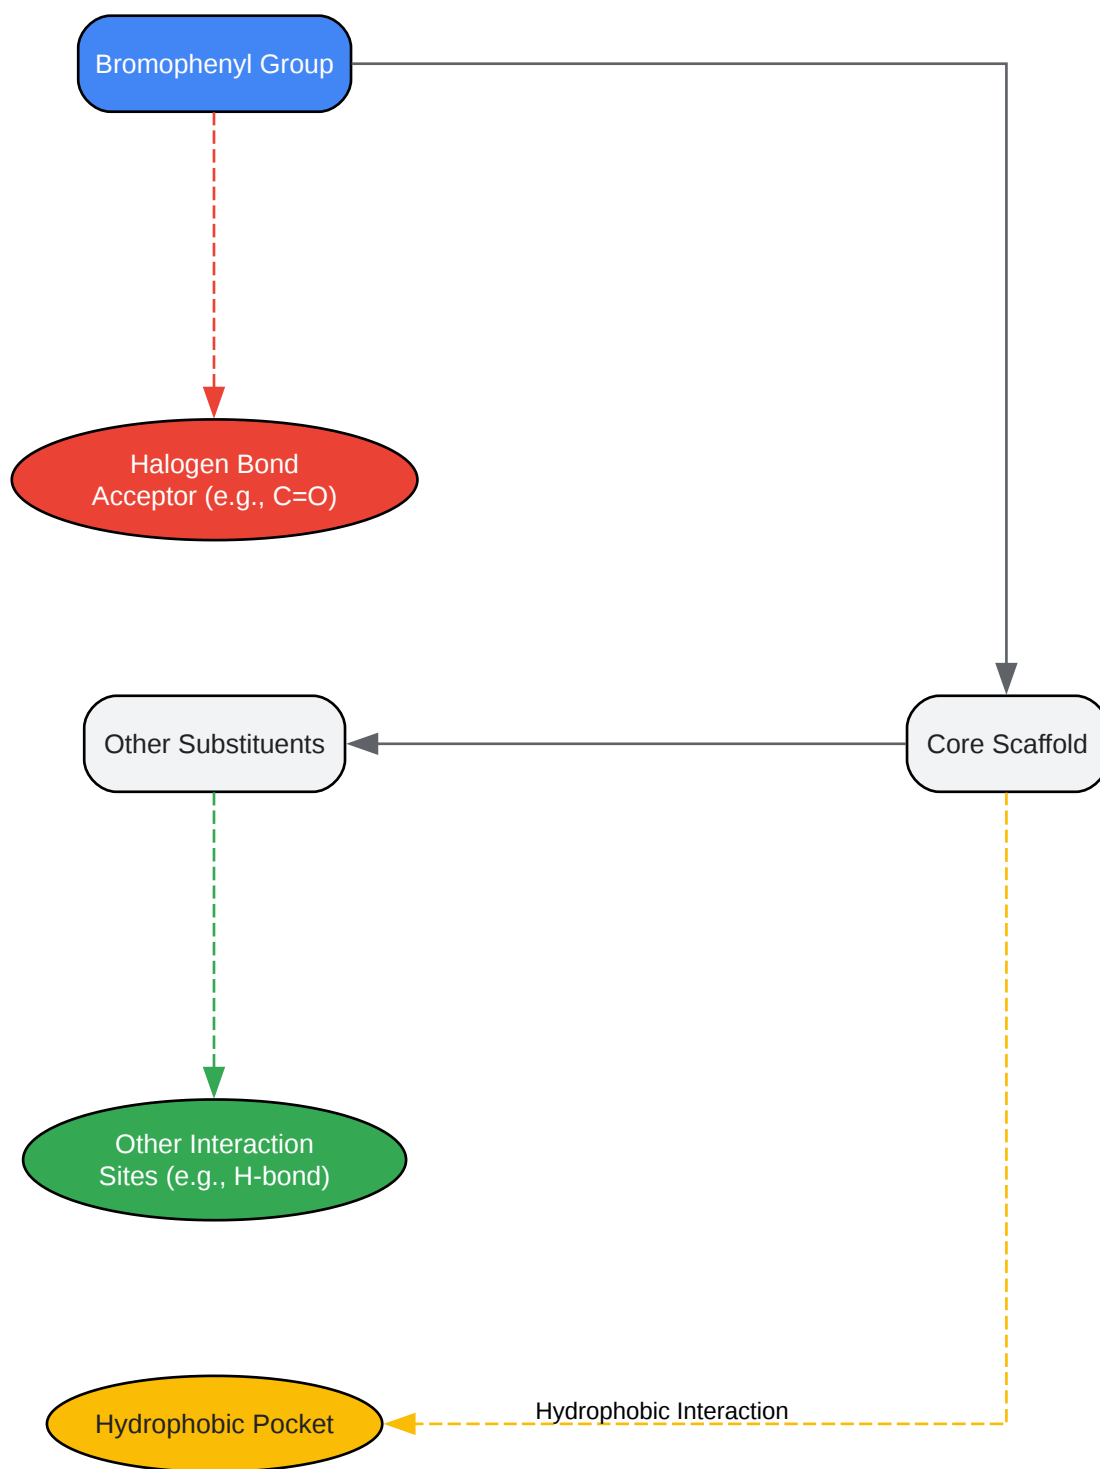 Bromophenyl Group
Halogen Bond
Acceptor (e.g., C=O)
Other Substituents
Core Scaffold
Other Interaction
Sites (e.g., H-bond)
Hydrophobic Interaction
Hydrophobic Pocket